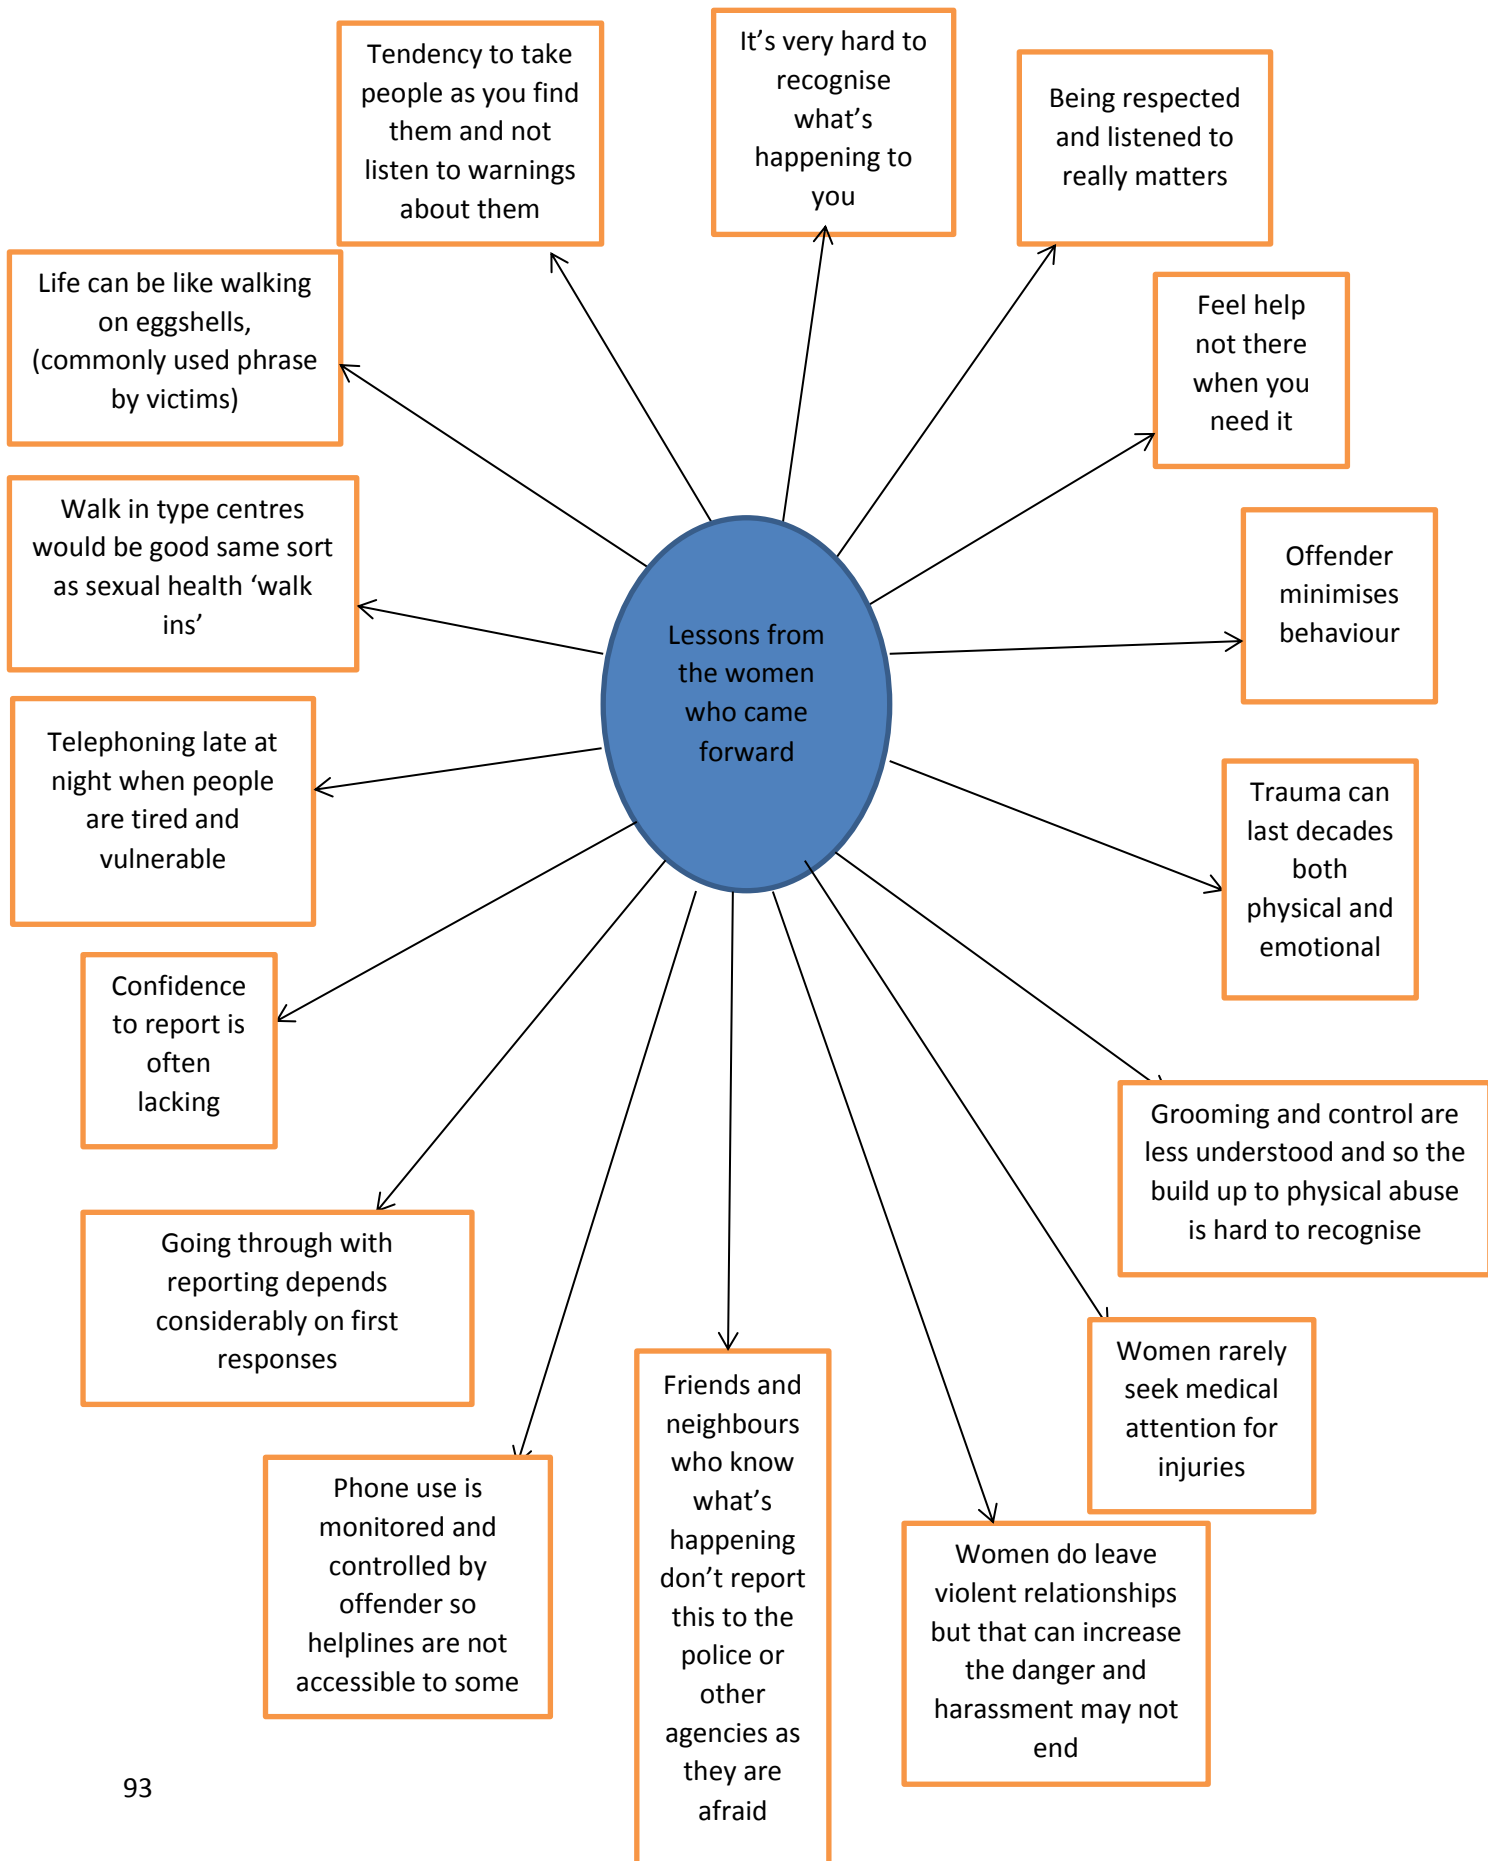 Tendency to take
people as you find
them and not
listen to warnings
about them
It’s very hard to
recognise
what’s
happening to
you
Being respected
and listened to
really matters
Life can be like walking
on eggshells,
(commonly used phrase
by victims)
Feel help
not there
when you
need it
Walk in type centres
would be good same sort
as sexual health ‘walk
ins’
Offender
minimises
behaviour
Lessons from
the women
who came
forward
Telephoning late at
night when people
are tired and
vulnerable
Trauma can
last decades
both
physical and
emotional
Confidence
to report is
often
lacking
Grooming and control are
less understood and so the
build up to physical abuse
is hard to recognise
Going through with
reporting depends
considerably on first
responses
Women rarely
seek medical
attention for
injuries
Friends and
neighbours
who know
what’s
happening
don’t report
this to the
police or
other
agencies as
they are
afraid
Phone use is
monitored and
controlled by
offender so
helplines are not
accessible to some
Women do leave
violent relationships
but that can increase
the danger and
harassment may not
end
93